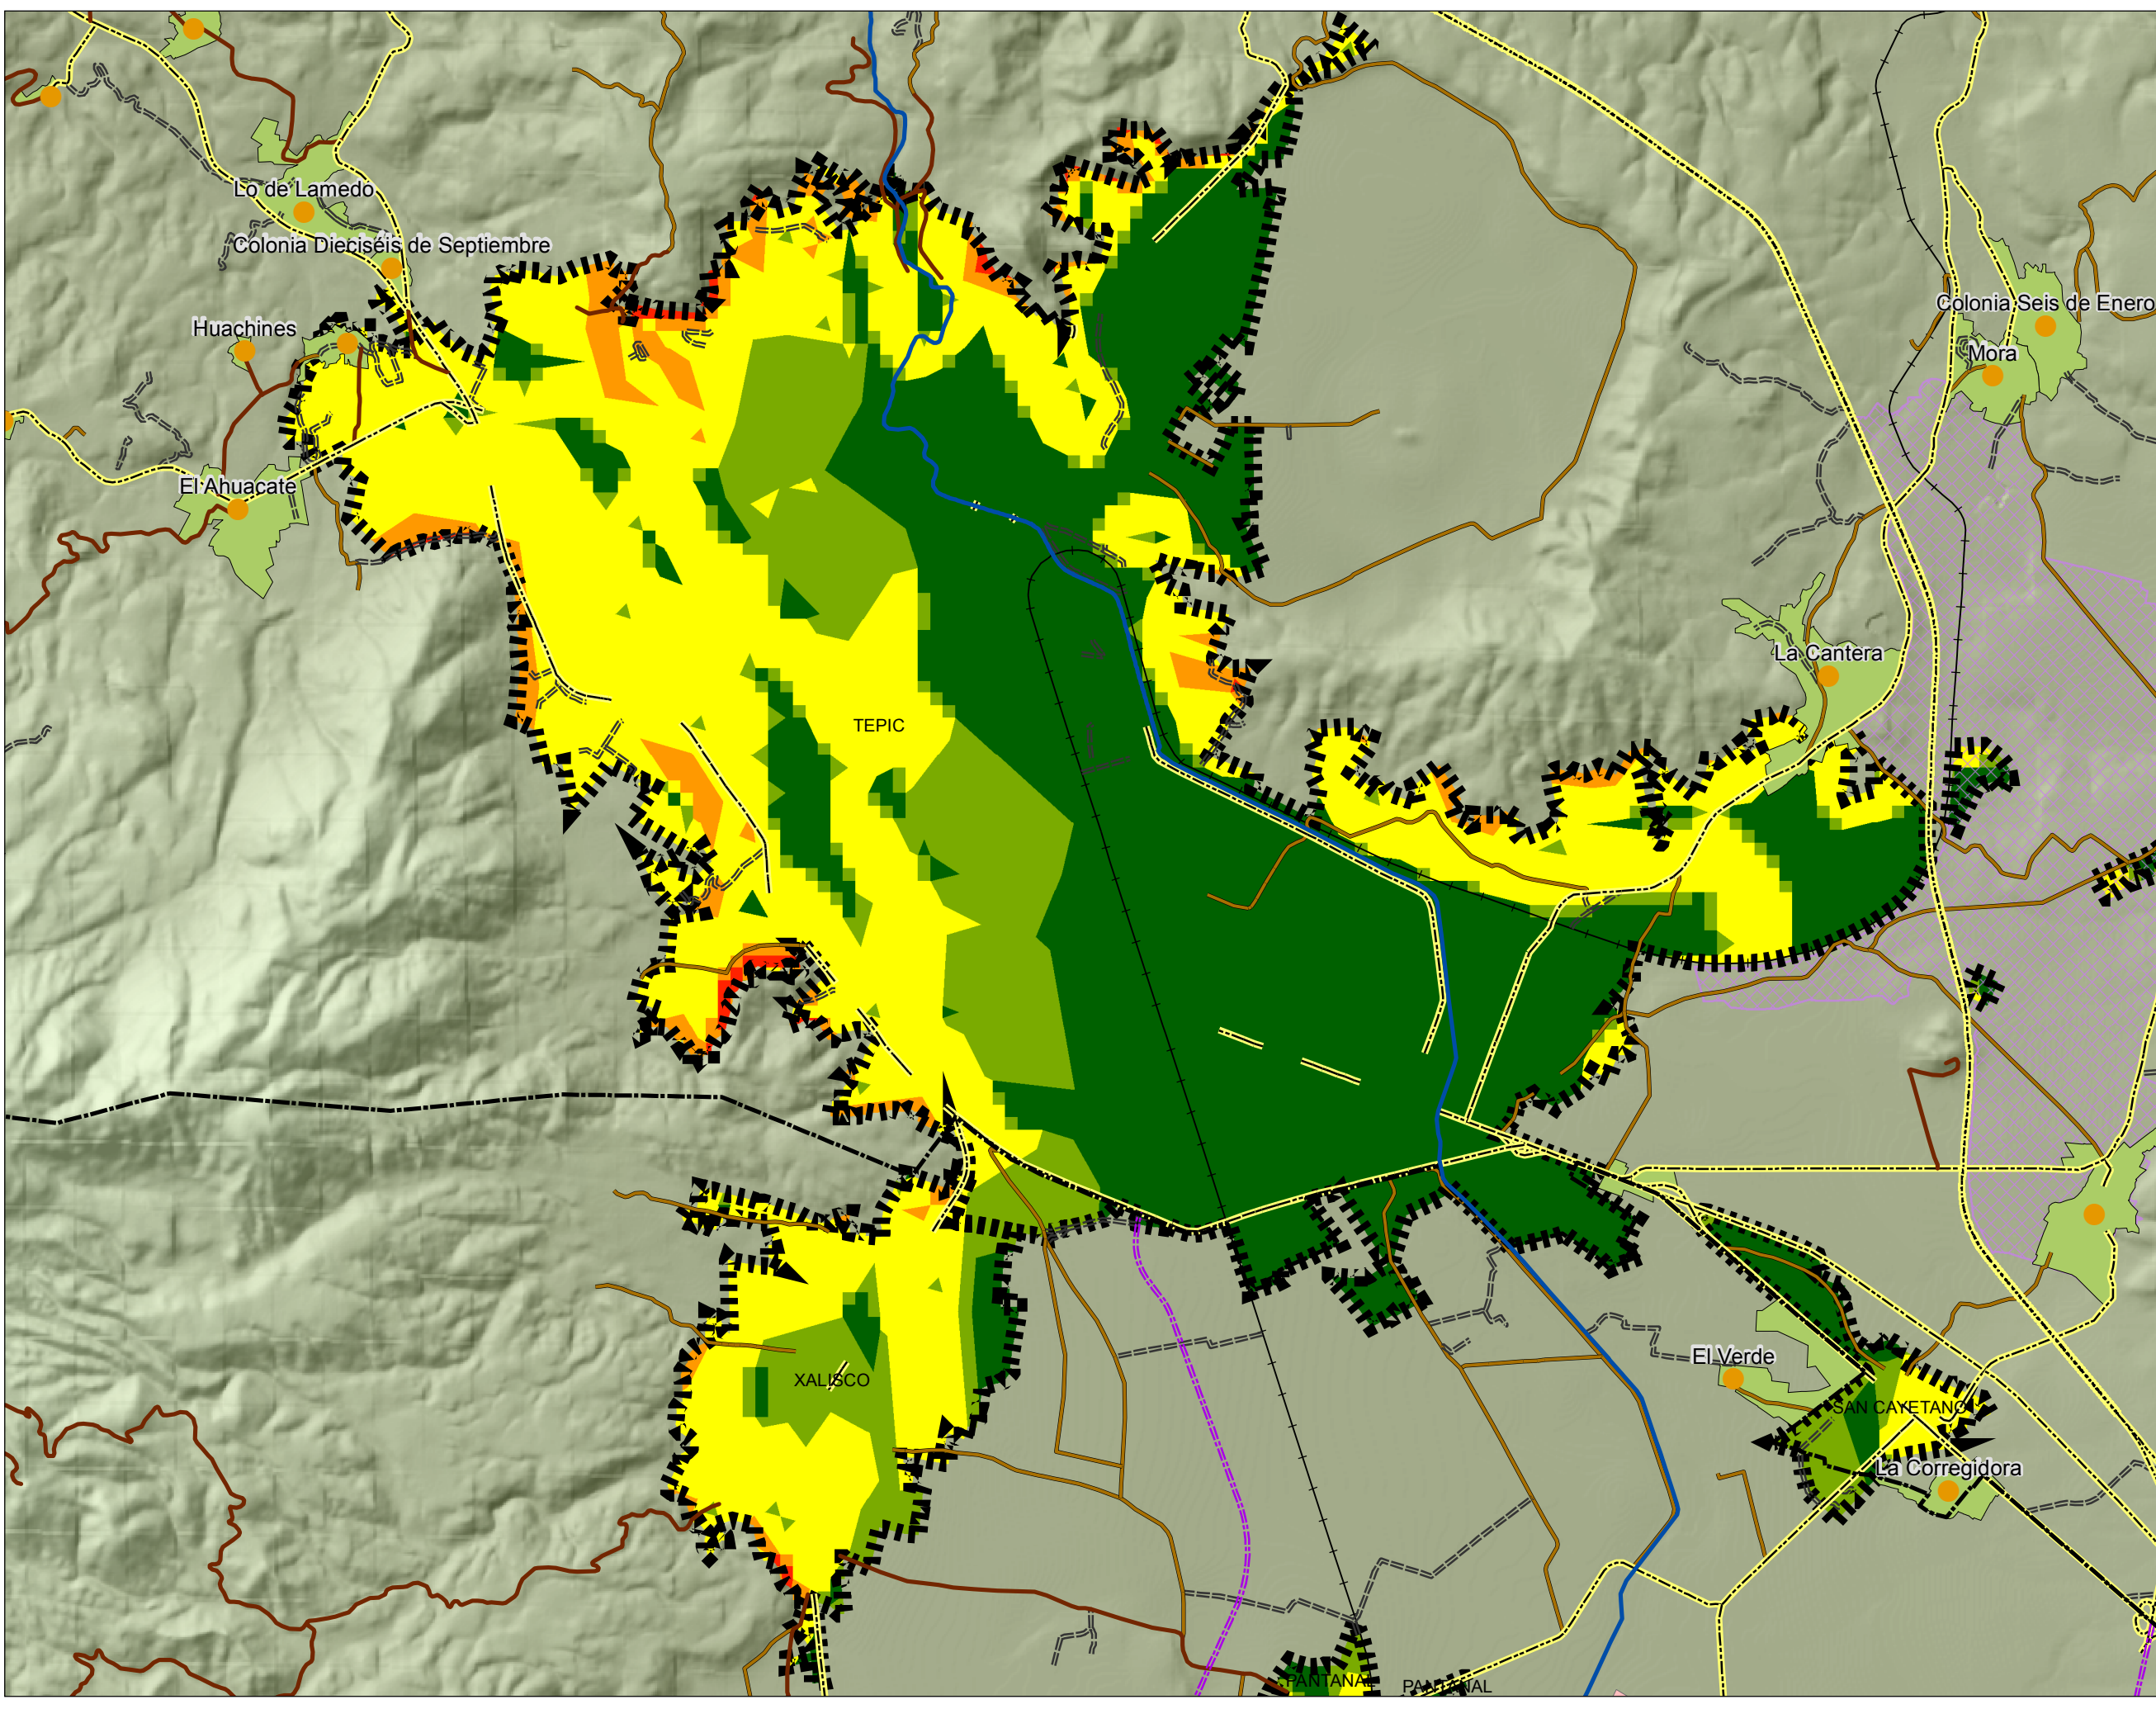 Lo de Lamedo
Colonia Dieciséis de Septiembre
Colonia Seis de Enero
Huachines
Mora
El Ahuacate
La Cantera
TEPIC
El Verde
XALISCO
SAN CAYETANO
La Corregidora
PANTANAL
PANTANAL